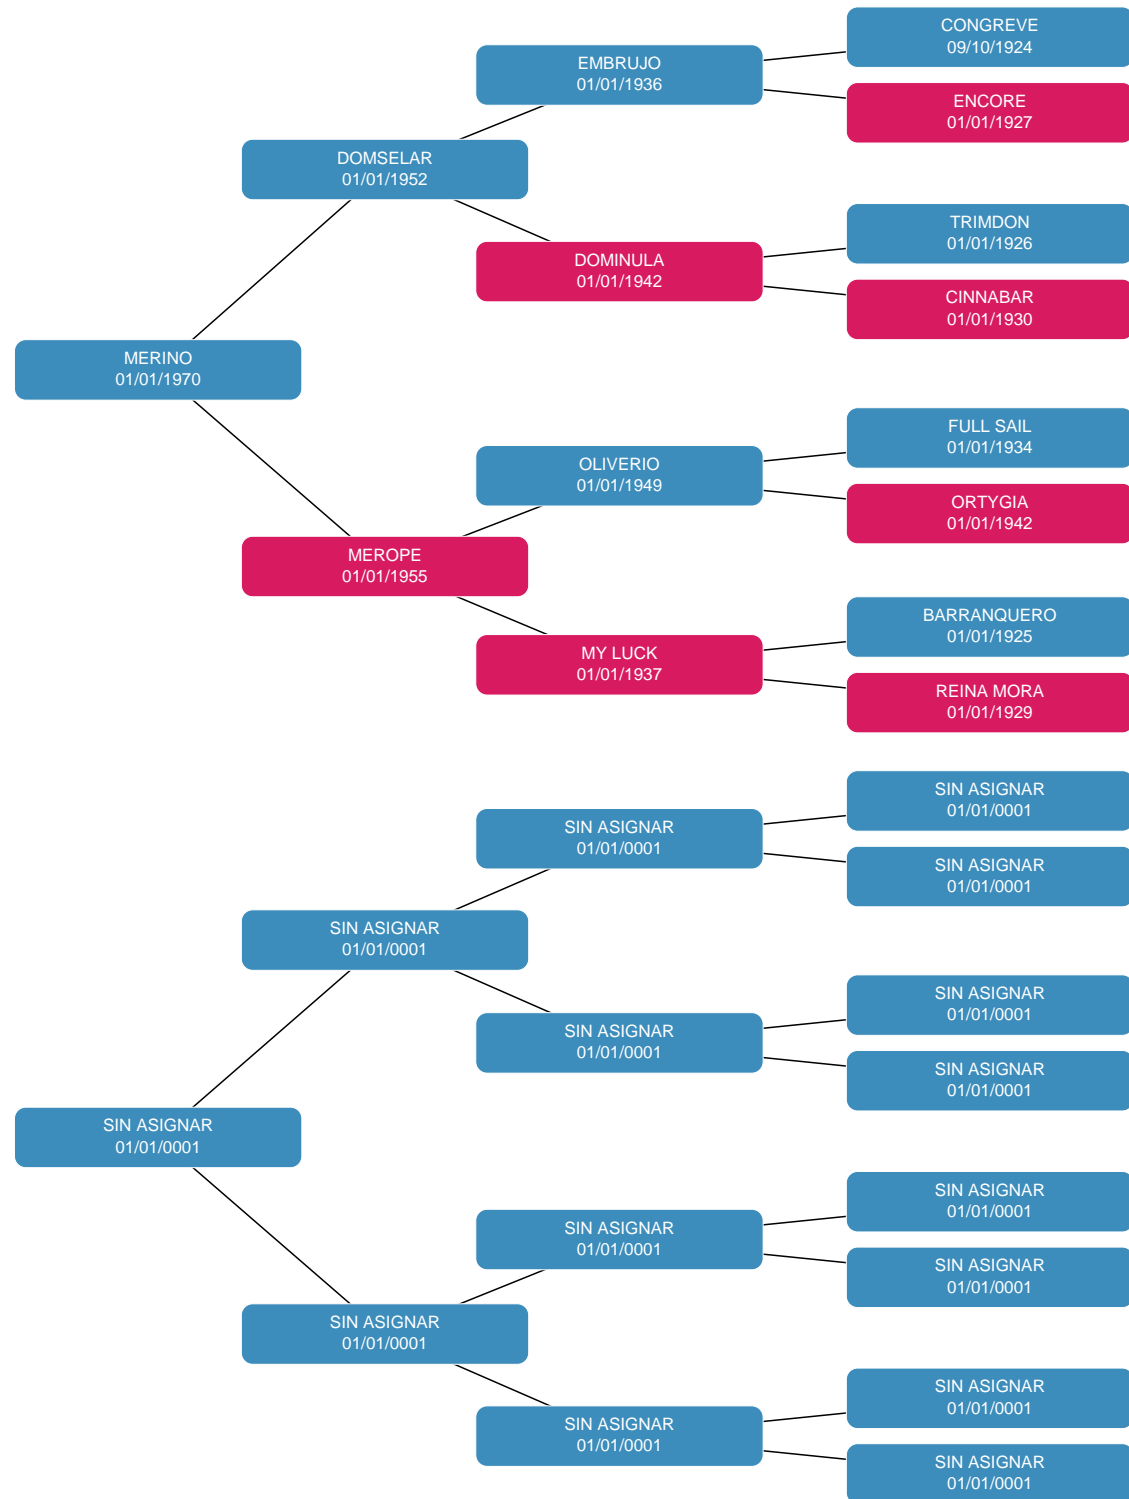 CONGREVE
09/10/1924
EMBRUJO
01/01/1936
ENCORE
01/01/1927
DOMSELAR
01/01/1952
TRIMDON
01/01/1926
DOMINULA
01/01/1942
CINNABAR
01/01/1930
MERINO
01/01/1970
FULL SAIL
01/01/1934
OLIVERIO
01/01/1949
ORTYGIA
01/01/1942
MEROPE
01/01/1955
BARRANQUERO
01/01/1925
MY LUCK
01/01/1937
REINA MORA
01/01/1929
SIN ASIGNAR
01/01/0001
SIN ASIGNAR
01/01/0001
SIN ASIGNAR
01/01/0001
SIN ASIGNAR
01/01/0001
SIN ASIGNAR
01/01/0001
SIN ASIGNAR
01/01/0001
SIN ASIGNAR
01/01/0001
SIN ASIGNAR
01/01/0001
SIN ASIGNAR
01/01/0001
SIN ASIGNAR
01/01/0001
SIN ASIGNAR
01/01/0001
SIN ASIGNAR
01/01/0001
SIN ASIGNAR
01/01/0001
SIN ASIGNAR
01/01/0001
SIN ASIGNAR
01/01/0001